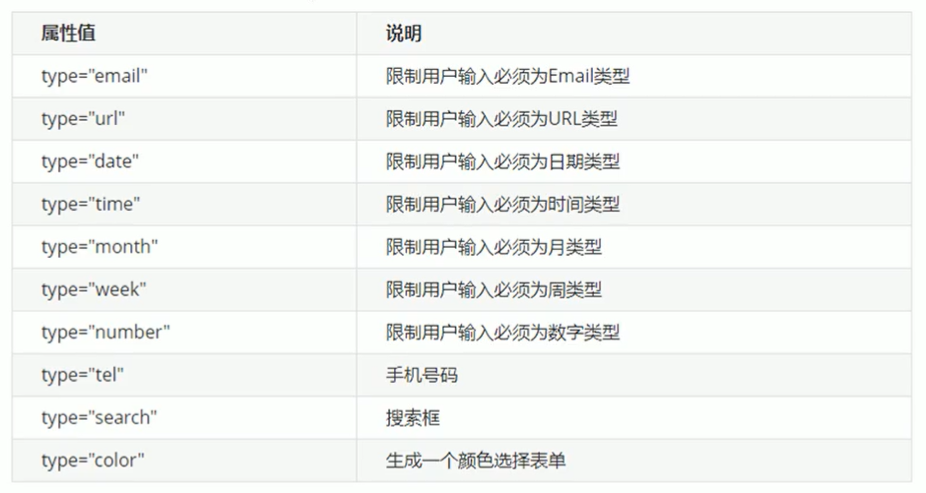 属性值 说明
type="email" 限制用户输入必须为Email类型
type="url" 限制用户输入必须为URL类型
type="date" 限制用户输入必须为日期类型
type="time" 限制用户输入必须为时间类型
type="month" 限制用户输入必须为月类型
type="week" 限制用户输入必须为周类型
type="number" 限制用户输入必须为数字类型
type="tel" 手机号码
type="search" 搜索框
type="color" 生成一个颜色选择表单